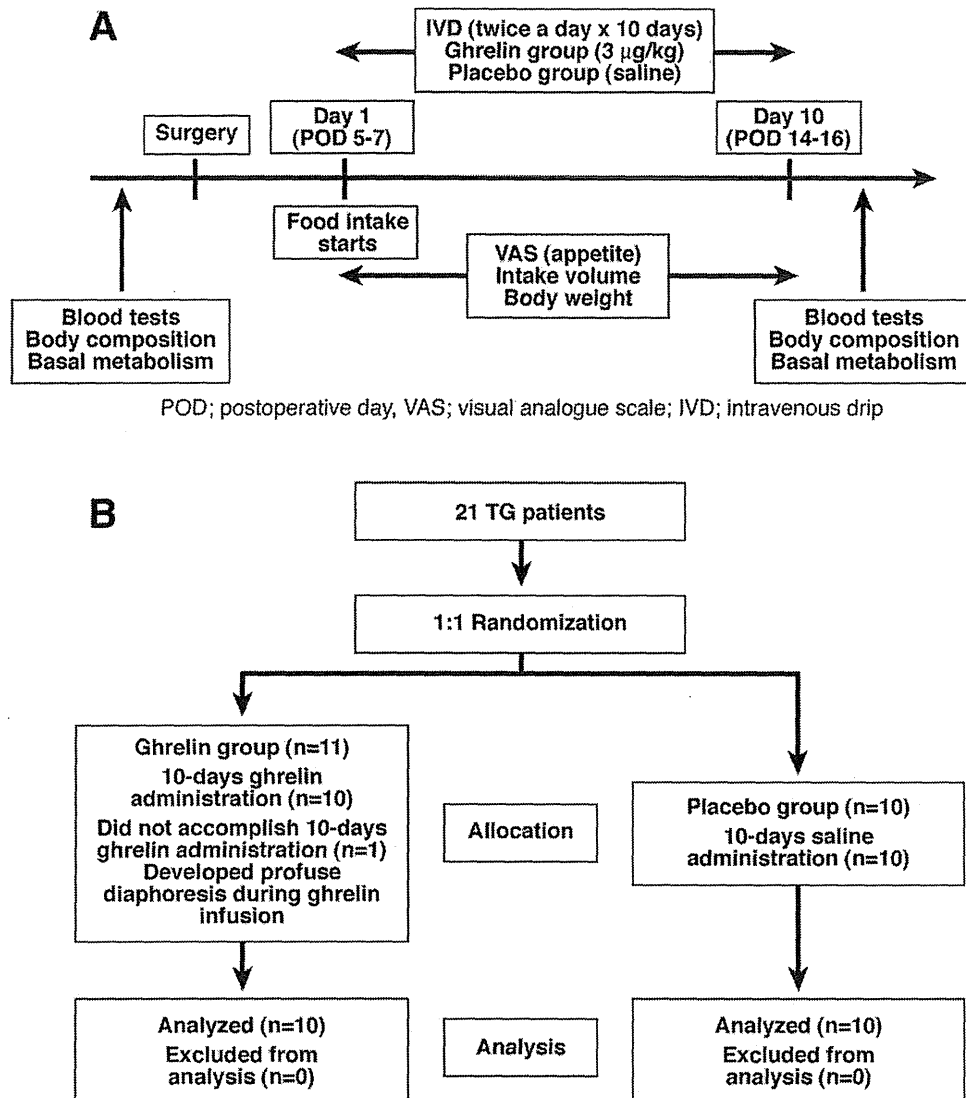 A
IVD (twice a day x 10 days)
Ghrelin group (3 µg/kg)
Placebo group (saline)
Surgery
Day 1
(POD 5-7)
Day 10
(POD 14-16)
Food intake
starts
VAS (appetite)
Intake volume
Body weight
Blood tests
Body composition
Basal metabolism
Blood tests
Body composition
Basal metabolism
POD; postoperative day, VAS; visual analogue scale; IVD; intravenous drip
B
21 TG patients
1:1 Randomization
Ghrelin group (n=11)
10-days ghrelin
administration (n=10)
Did not accomplish 10-days
ghrelin administration (n=1)
Developed profuse
diaphoresis during ghrelin
infusion
Allocation
Placebo group (n=10)
10-days saline
administration (n=10)
Analyzed (n=10)
Excluded from
analysis (n=0)
Analysis
Analyzed (n=10)
Excluded from
analysis (n=0)